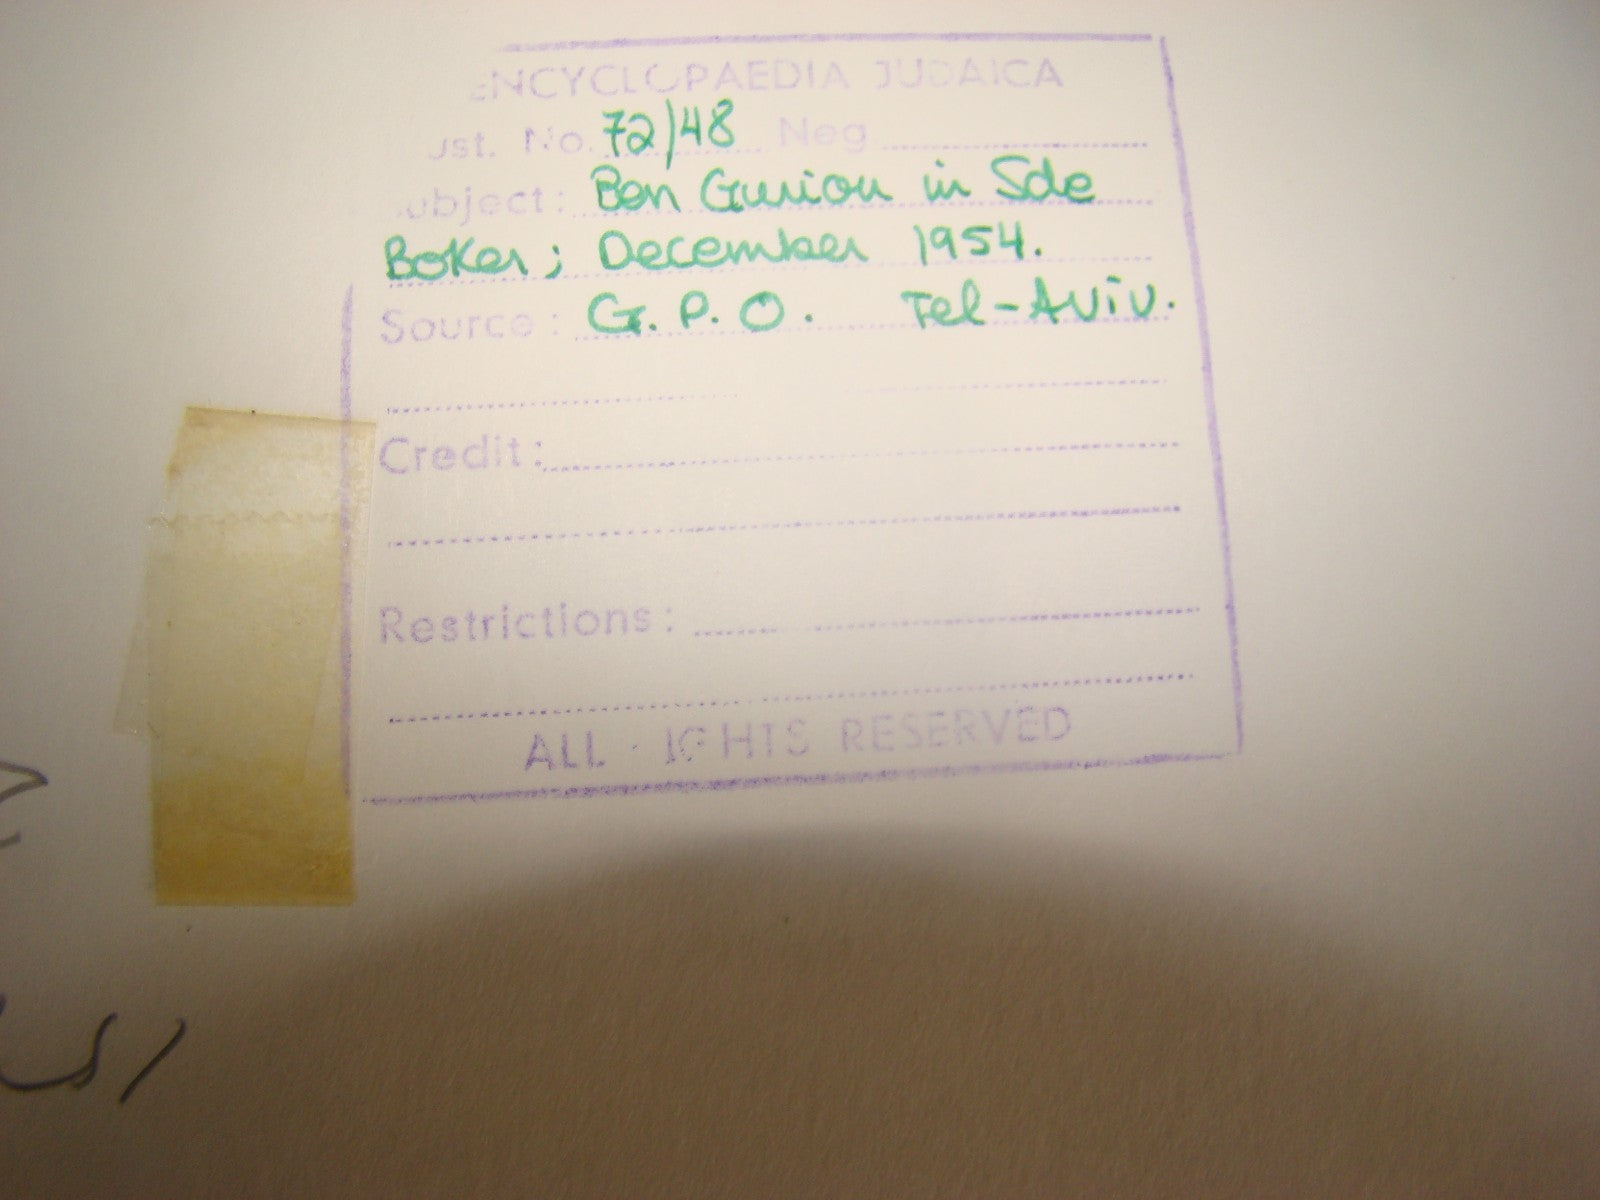 ENCYCLOPAEDIA JUDAICA
ust. No. 72/48 Neg
ubject: Ben Gurion in Sde
Boker; December 1954.
Source: G.P.O. Tel-Aviv.
Credit:
Restrictions:
ALL IGHTS RESERVED